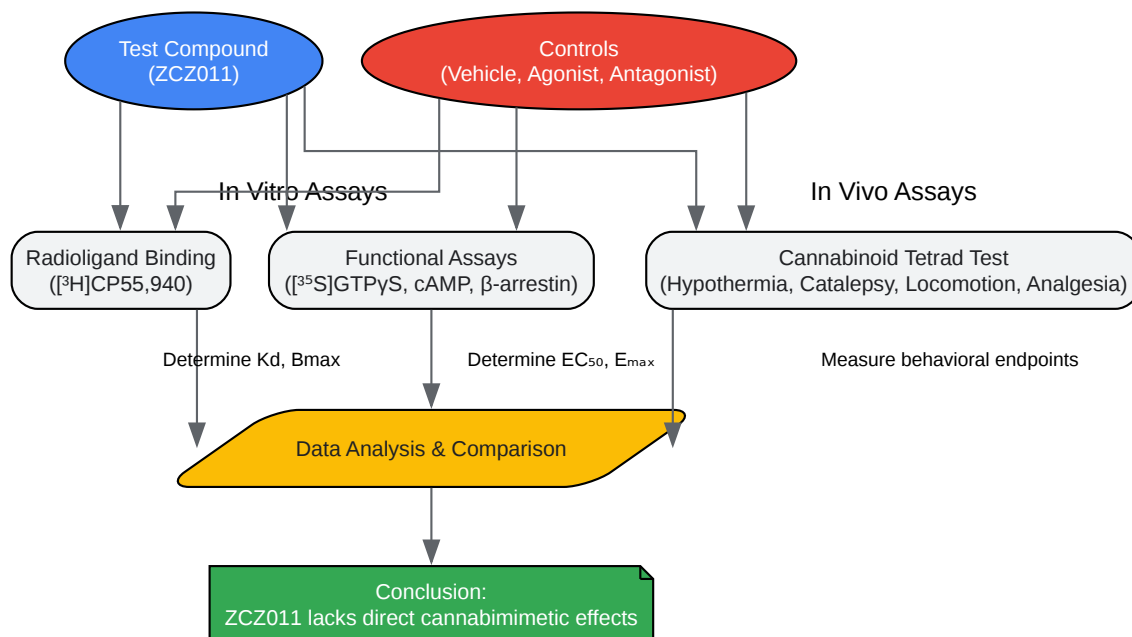 Test Compound
(ZCZ011)
Controls
(Vehicle, Agonist, Antagonist)
In Vitro Assays
In Vivo Assays
Radioligand Binding
([³H]CP55,940)
Functional Assays
([³⁵S]GTPγS, cAMP, β-arrestin)
Cannabinoid Tetrad Test
(Hypothermia, Catalepsy, Locomotion, Analgesia)
Determine Kd, Bmax
Determine EC₅₀, Eₘₐₓ
Measure behavioral endpoints
Data Analysis & Comparison
Conclusion:
ZCZ011 lacks direct cannabimimetic effects